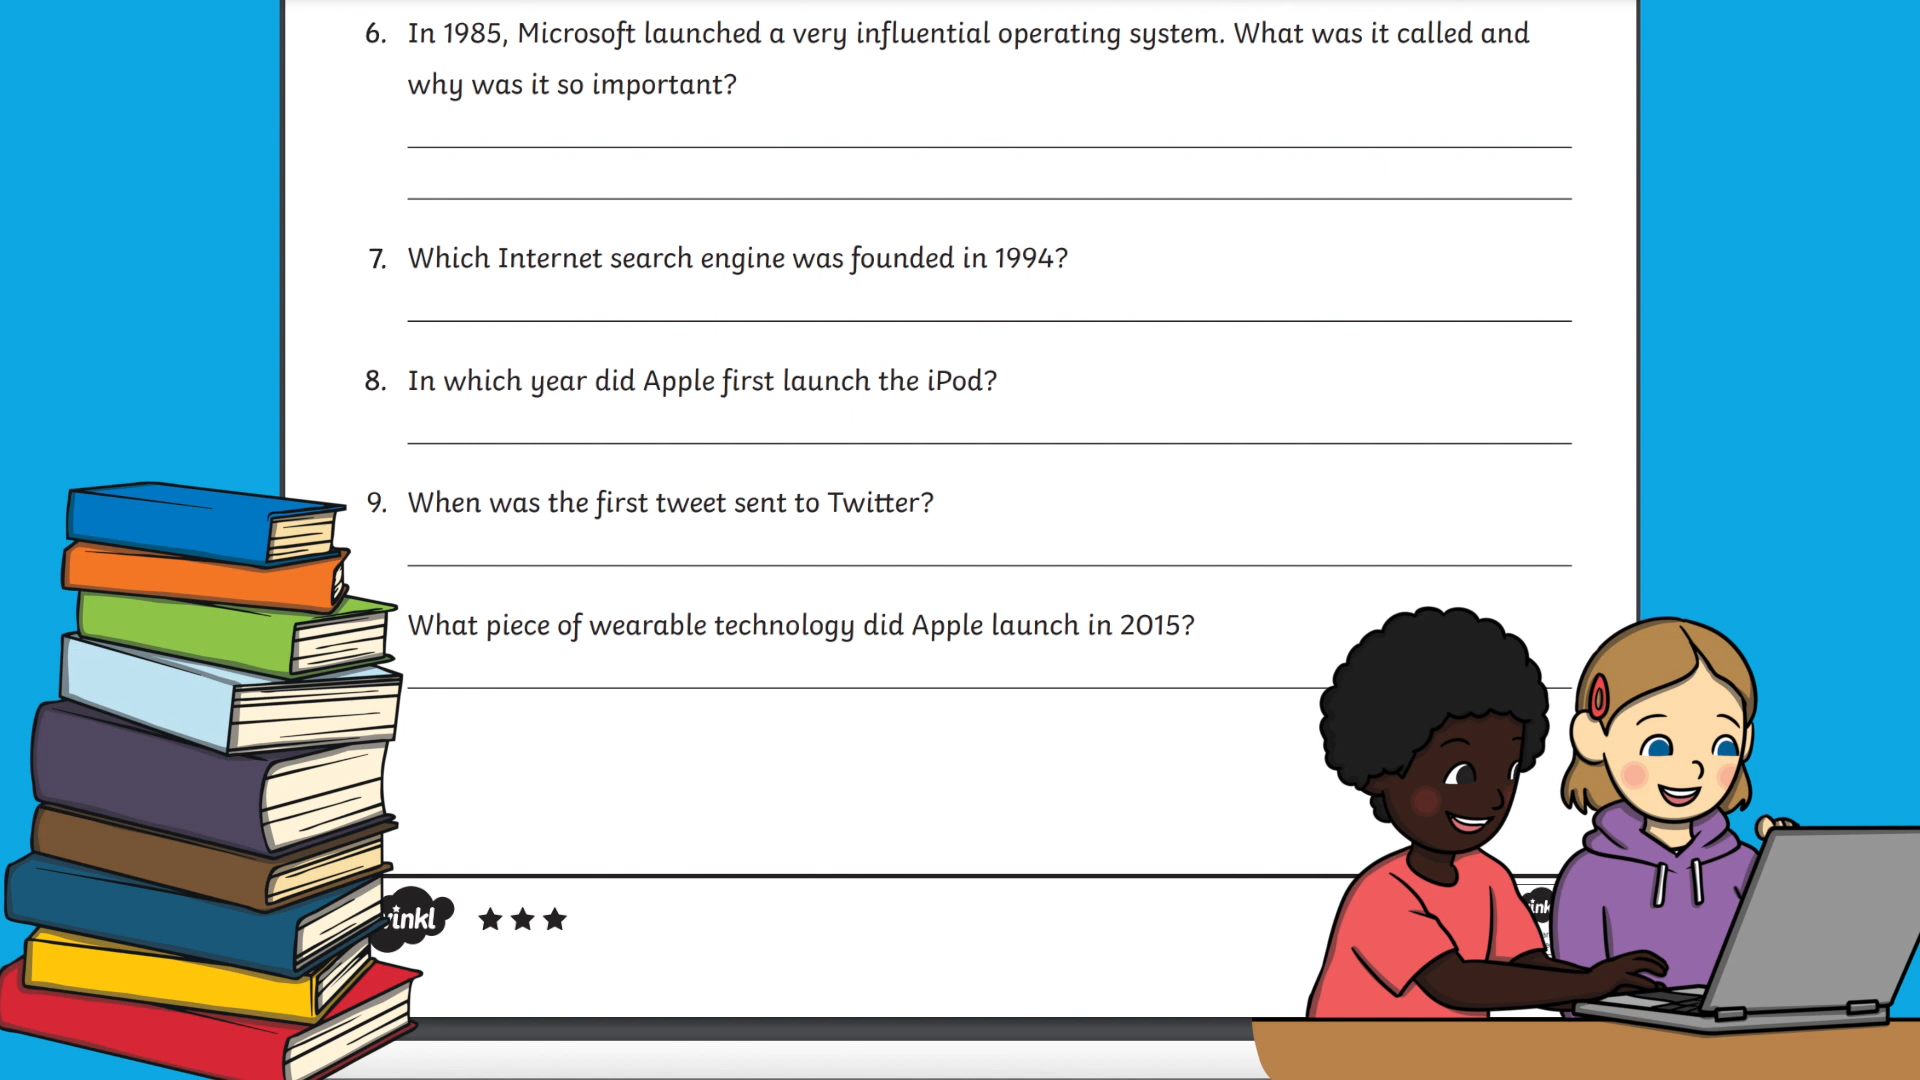 6. In 1985, Microsoft launched a very influential operating system. What was it called and
why was it so important?
7. Which Internet search engine was founded in 1994?
8. In which year did Apple first launch the iPod?
9. When was the first tweet sent to Twitter?
What piece of wearable technology did Apple launch in 2015?
inkl